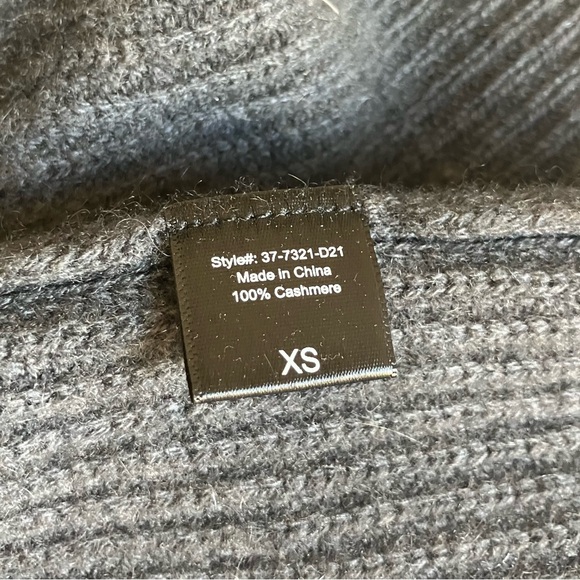 Style#: 37-7321-D21
Made in China
100% Cashmere
XS